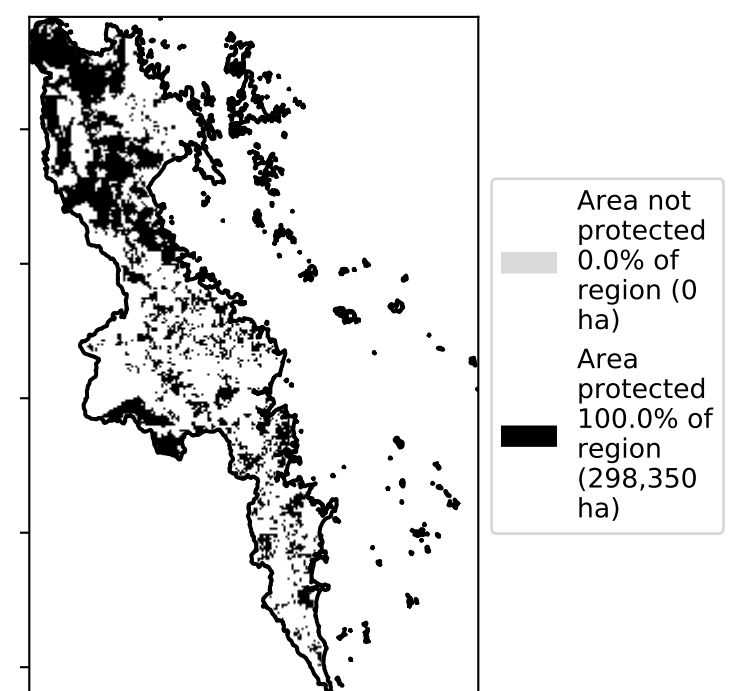 Area not
protected
0.0% of
region (0
ha)
Area
protected
100.0% of
region
(298,350
ha)